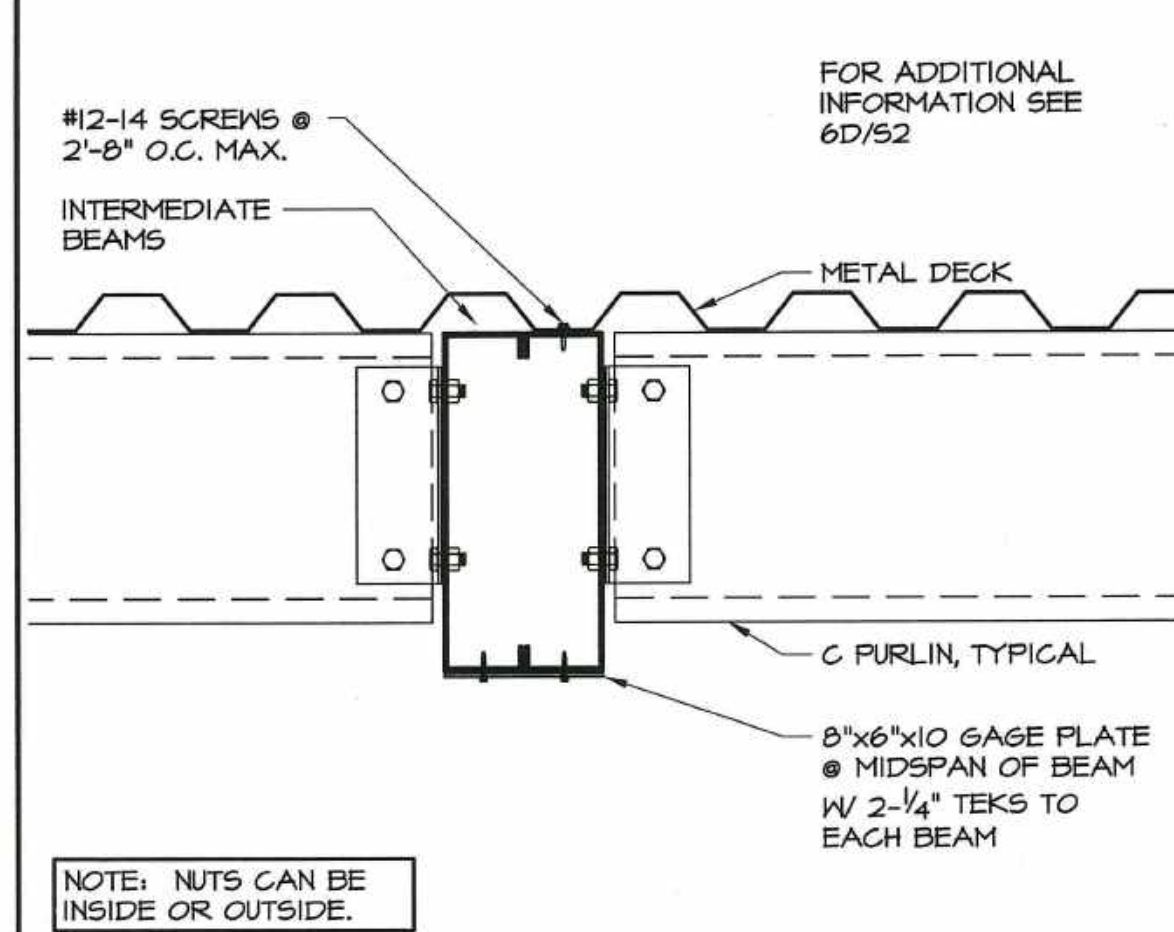 FOR ADDITIONAL
INFORMATION SEE
6D/S2
#12-14 SCREWS @
2'-8" O.C. MAX.
INTERMEDIATE
BEAMS
METAL DECK
C PURLIN, TYPICAL
8"x6"x10 GAGE PLATE
@ MIDSPAN OF BEAM
W/ 2-1/4" TEKS TO
EACH BEAM
NOTE: NUTS CAN BE
INSIDE OR OUTSIDE.